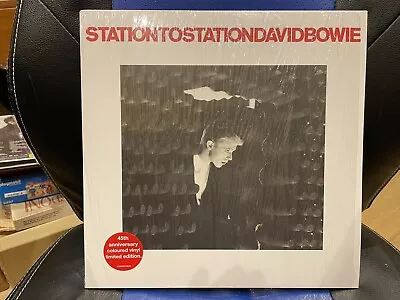 STATIONTOSTATIONDAVIDBOWIE
45th
anniversary
coloured vinyl
limited edition.